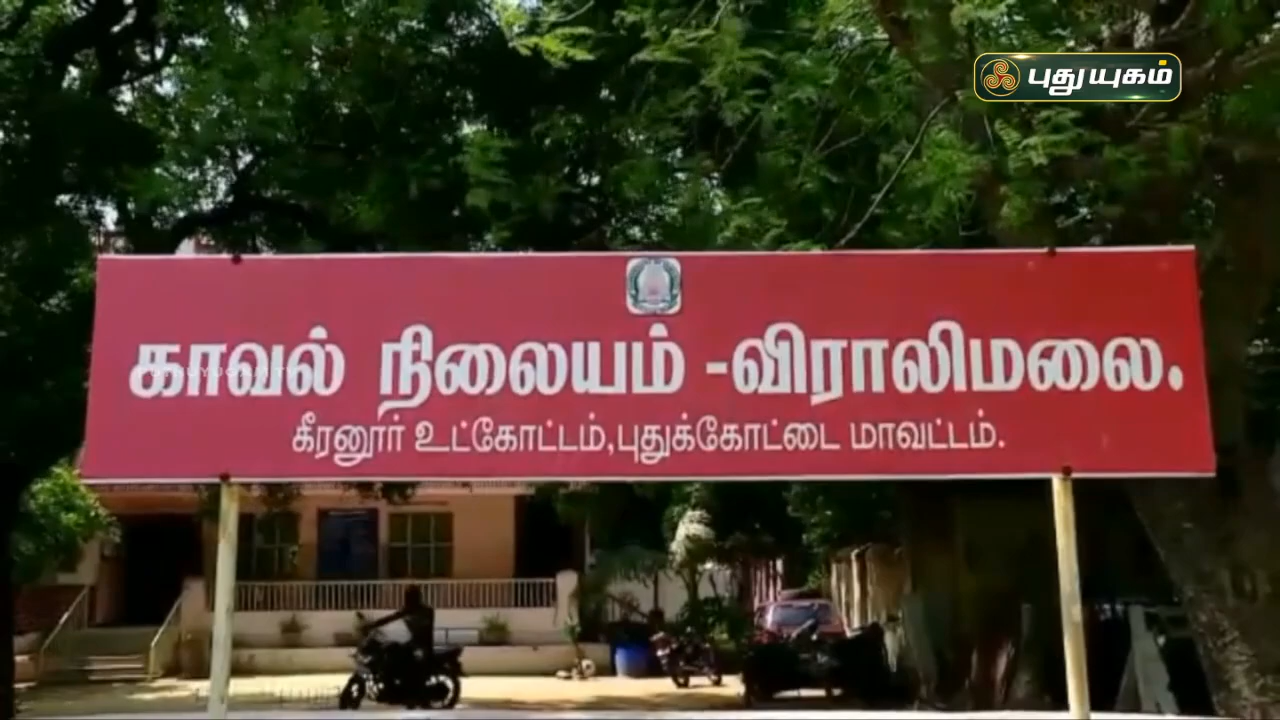 புதுயுகம்
காவல் நிலையம் -விராலிமலை.
கீரனூர் உட்கோட்டம்,புதுக்கோட்டை மாவட்டம்.